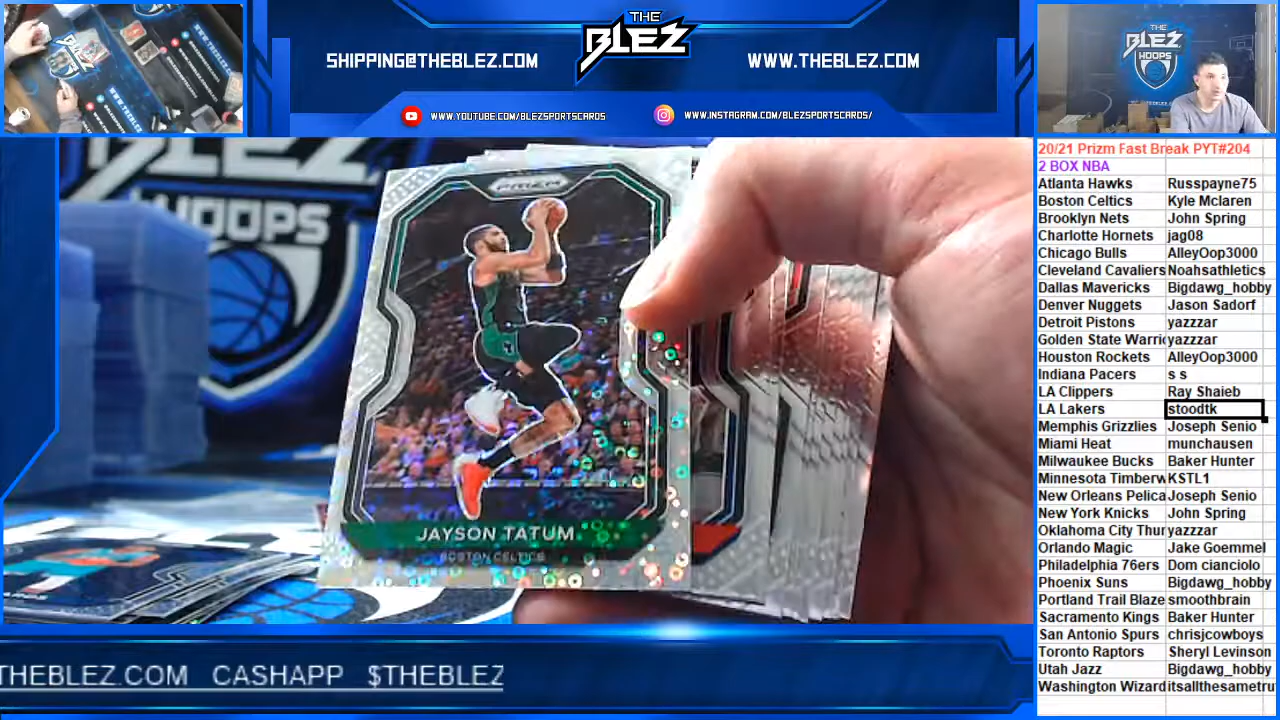 SHIPPING@THEBLEZ.COM
THE
BLEZ
WWW.THEBLEZ.COM
WWW.YOUTUBE.COM/BLEZSPORTSCARDS
WWW.INSTAGRAM.COM/BLEZSPORTSCARDS/
THE
BLEZ
HOOPS
BLEZ
HOOPS
PRIZM
JAYSON TATUM
BOSTON CELTICS
THEBLEZ.COM CASHAPP $THEBLEZ
20/21 Prizm Fast Break PYT#204
2 BOX NBA
Atlanta Hawks Russpayne75
Boston Celtics Kyle Mclaren
Brooklyn Nets John Spring
Charlotte Hornets jag08
Chicago Bulls AlleyOop3000
Cleveland Cavaliers Noahsathletics
Dallas Mavericks Bigdawg_hobby
Denver Nuggets Jason Sadorf
Detroit Pistons yazzzar
Golden State Warri yazzzar
Houston Rockets AlleyOop3000
Indiana Pacers s s
LA Clippers Ray Shaieb
LA Lakers stoodtk
Memphis Grizzlies Joseph Senio
Miami Heat munchausen
Milwaukee Bucks Baker Hunter
Minnesota Timberw KSTL1
New Orleans Pelica Joseph Senio
New York Knicks John Spring
Oklahoma City Thur yazzzar
Orlando Magic Jake Goemmel
Philadelphia 76ers Dom cianciolo
Phoenix Suns Bigdawg_hobby
Portland Trail Blaze smoothbrain
Sacramento Kings Baker Hunter
San Antonio Spurs chrisjcowboys
Toronto Raptors Sheryl Levinson
Utah Jazz Bigdawg_hobby
Washington Wizard itsallthesametru